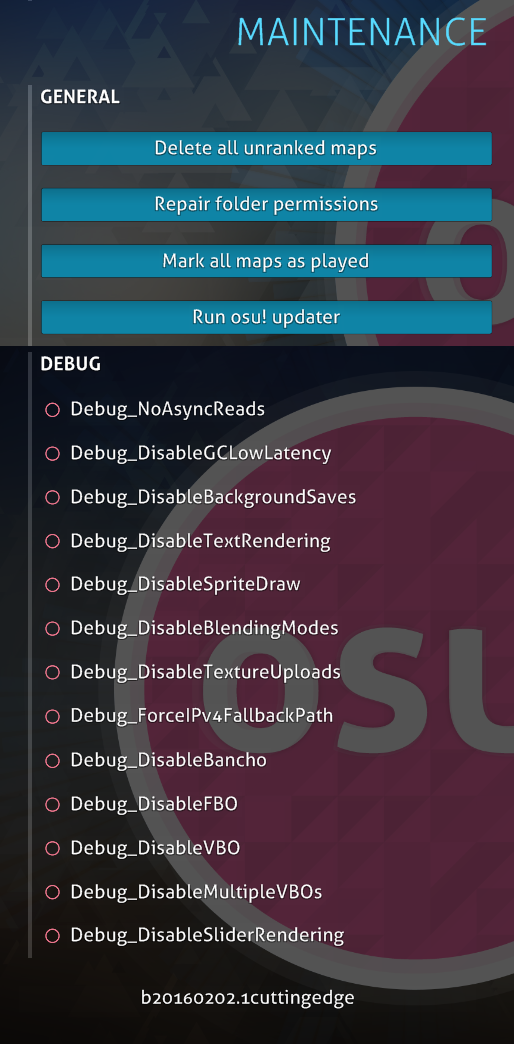 MAINTENANCE
GENERAL
Delete all unranked maps
Repair folder permissions
Mark all maps as played
Run osu! updater
DEBUG
Debug_NoAsyncReads
Debug_DisableGCLowLatency
Debug_DisableBackgroundSaves
Debug_DisableTextRendering
Debug_DisableSpriteDraw
Debug_DisableBlendingModes
Debug_DisableTextureUploads
Debug_ForceIPv4FallbackPath
osu
Debug_DisableBancho
Debug_DisableFBO
Debug_DisableVBO
Debug_DisableMultipleVBOs
Debug_DisableSliderRendering
b20160202.1cuttingedge